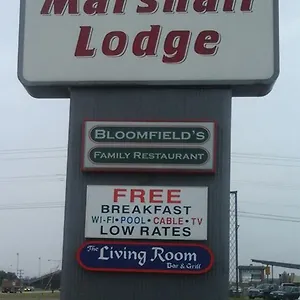 Marshall
Lodge
BLOOMFIELD'S
FAMILY RESTAURANT
FREE
BREAKFAST
WI-FI•POOL•CABLE•TV
LOW RATES
The Living Room
Bar & Grill